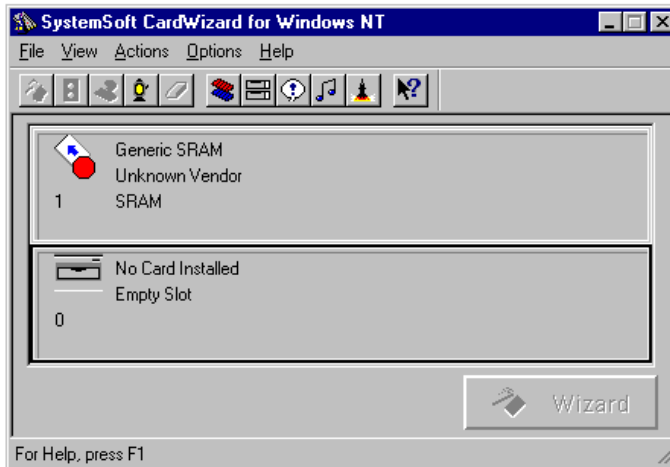 SystemSoft CardWizard for Windows NT
File View Actions Options Help
Generic SRAM
Unknown Vendor
1 SRAM
No Card Installed
Empty Slot
0
Wizard
For Help, press F1